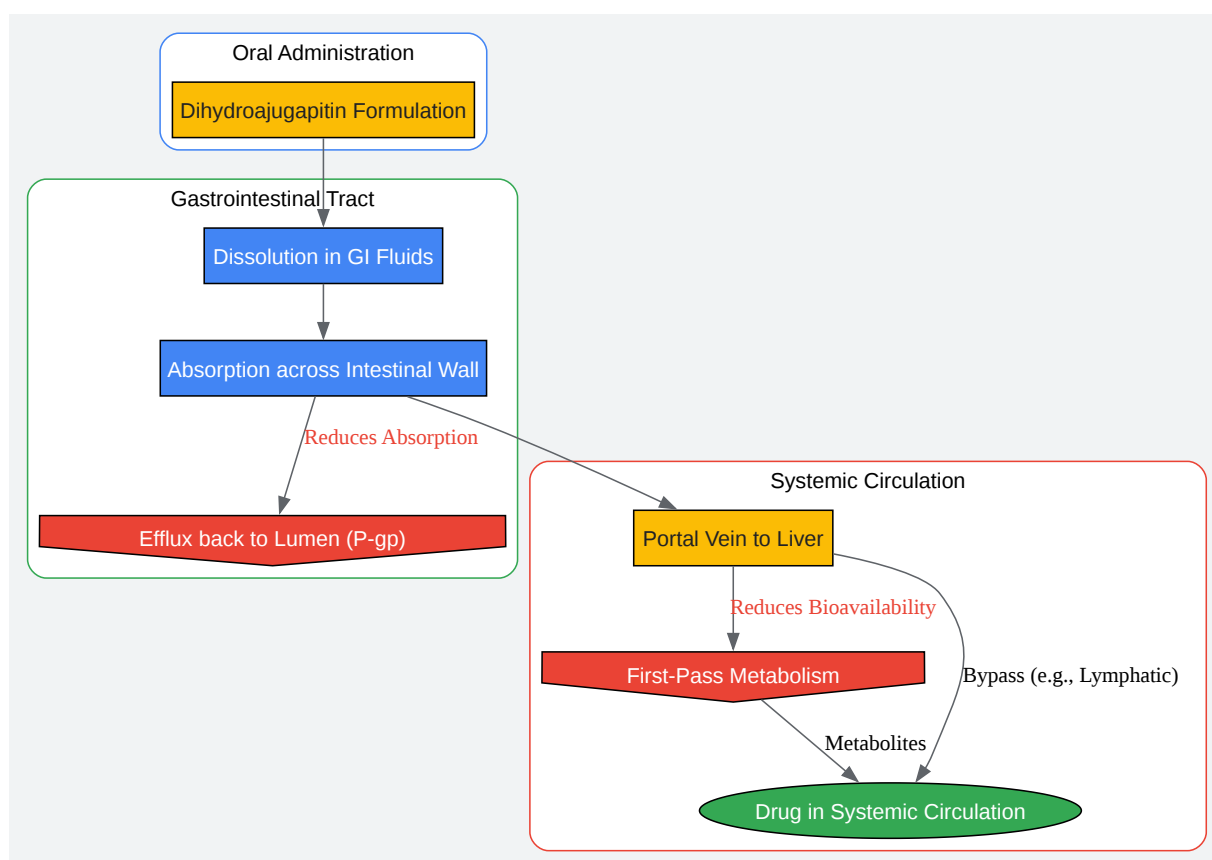 Oral Administration
Dihydroajugapitin Formulation
Gastrointestinal Tract
Dissolution in GI Fluids
Absorption across Intestinal Wall
Reduces Absorption
Efflux back to Lumen (P-gp)
Systemic Circulation
Portal Vein to Liver
Reduces Bioavailability
First-Pass Metabolism
Bypass (e.g., Lymphatic)
Metabolites
Drug in Systemic Circulation